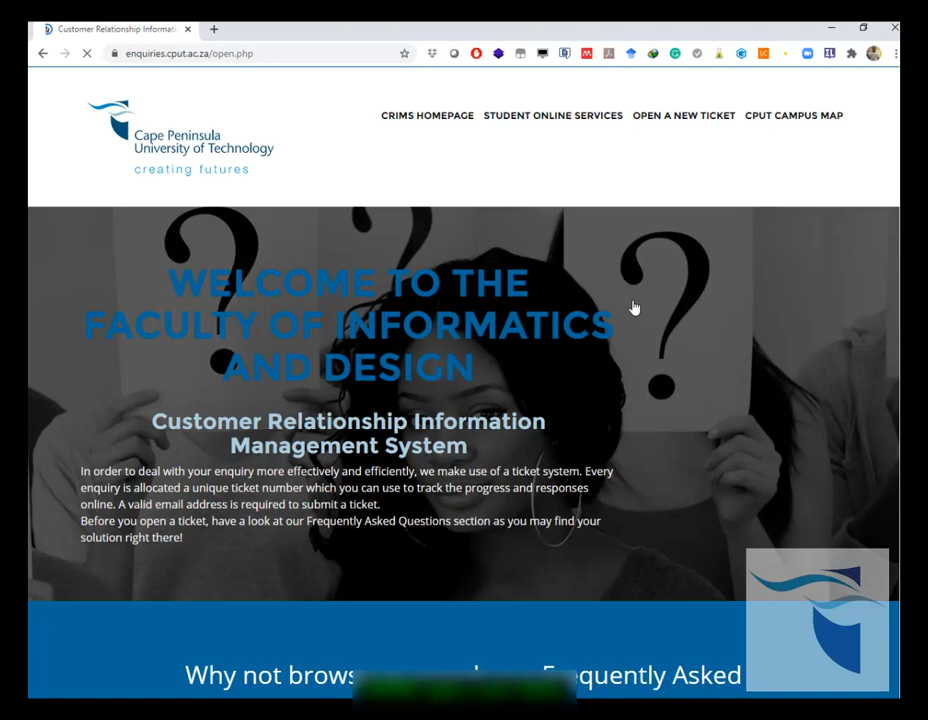 Customer Relationship Informati
enquiries.cput.ac.za/open.php
Cape Peninsula
University of Technology
creating futures
CRIMS HOMEPAGE STUDENT ONLINE SERVICES OPEN A NEW TICKET CPUT CAMPUS MAP
WELCOME TO THE
FACULTY OF INFORMATICS
AND DESIGN
Customer Relationship Information
Management System
In order to deal with your enquiry more effectively and efficiently, we make use of a ticket system. Every
enquiry is allocated a unique ticket number which you can use to track the progress and responses
online. A valid email address is required to submit a ticket.
Before you open a ticket, have a look at our Frequently Asked Questions section as you may find your
solution right there!
Why not brows equently Asked